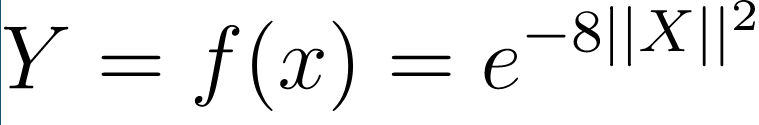 Y = f(x) = e^{-8||X||^2}